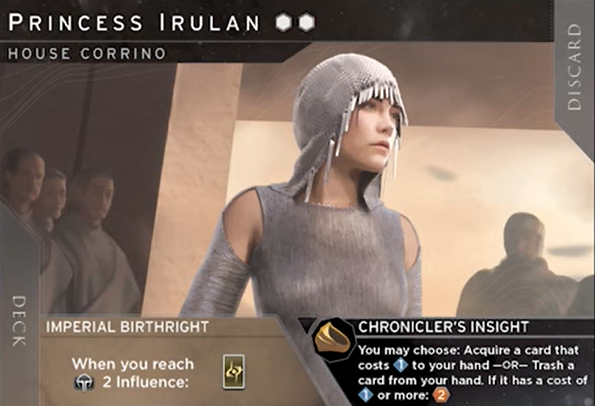 PRINCESS IRULAN
HOUSE CORRINO
DISCARD
DECK
IMPERIAL BIRTHRIGHT
When you reach
2 Influence:
CHRONICLER'S INSIGHT
You may choose: Acquire a card that
costs 1 to your hand —OR— Trash a
card from your hand. If it has a cost of
1 or more: 2